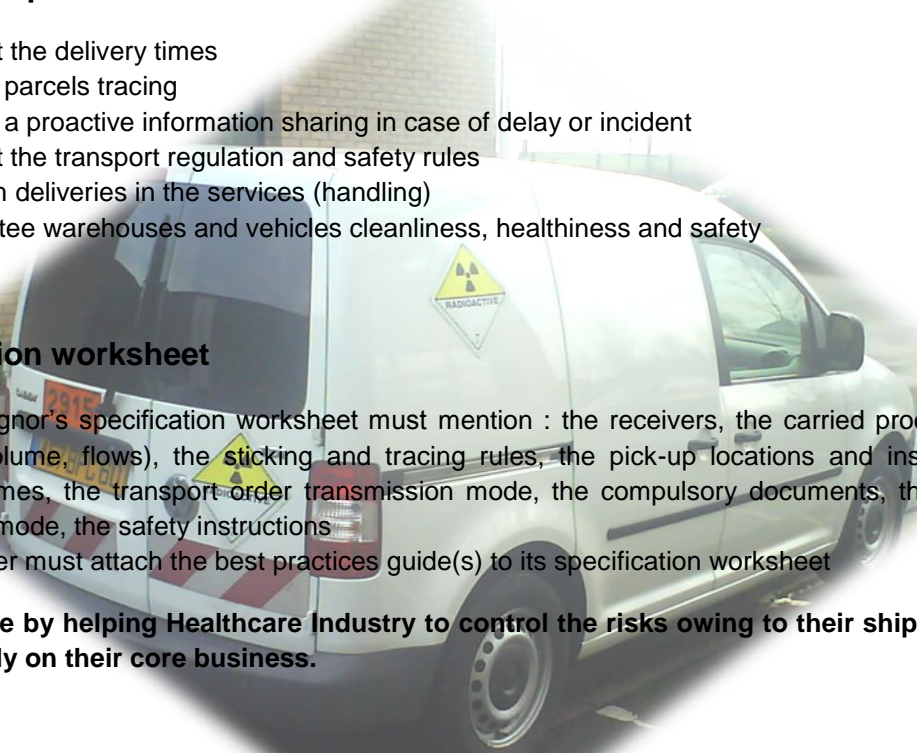 t the delivery times
parcels tracing
a proactive information sharing in case of delay or incident
t the transport regulation and safety rules
n deliveries in the services (handling)
tee warehouses and vehicles cleanliness, healthiness and safety
RADIOACTIVE
ion worksheet
2915
gnor's specification worksheet must mention : the receivers, the carried prod
olume, flows), the sticking and tracing rules, the pick-up locations and ins
mes, the transport order transmission mode, the compulsory documents, th
RADIOACTIVE
mode, the safety instructions
er must attach the best practices guide(s) to its specification worksheet
e by helping Healthcare Industry to control the risks owing to their ship
ly on their core business.